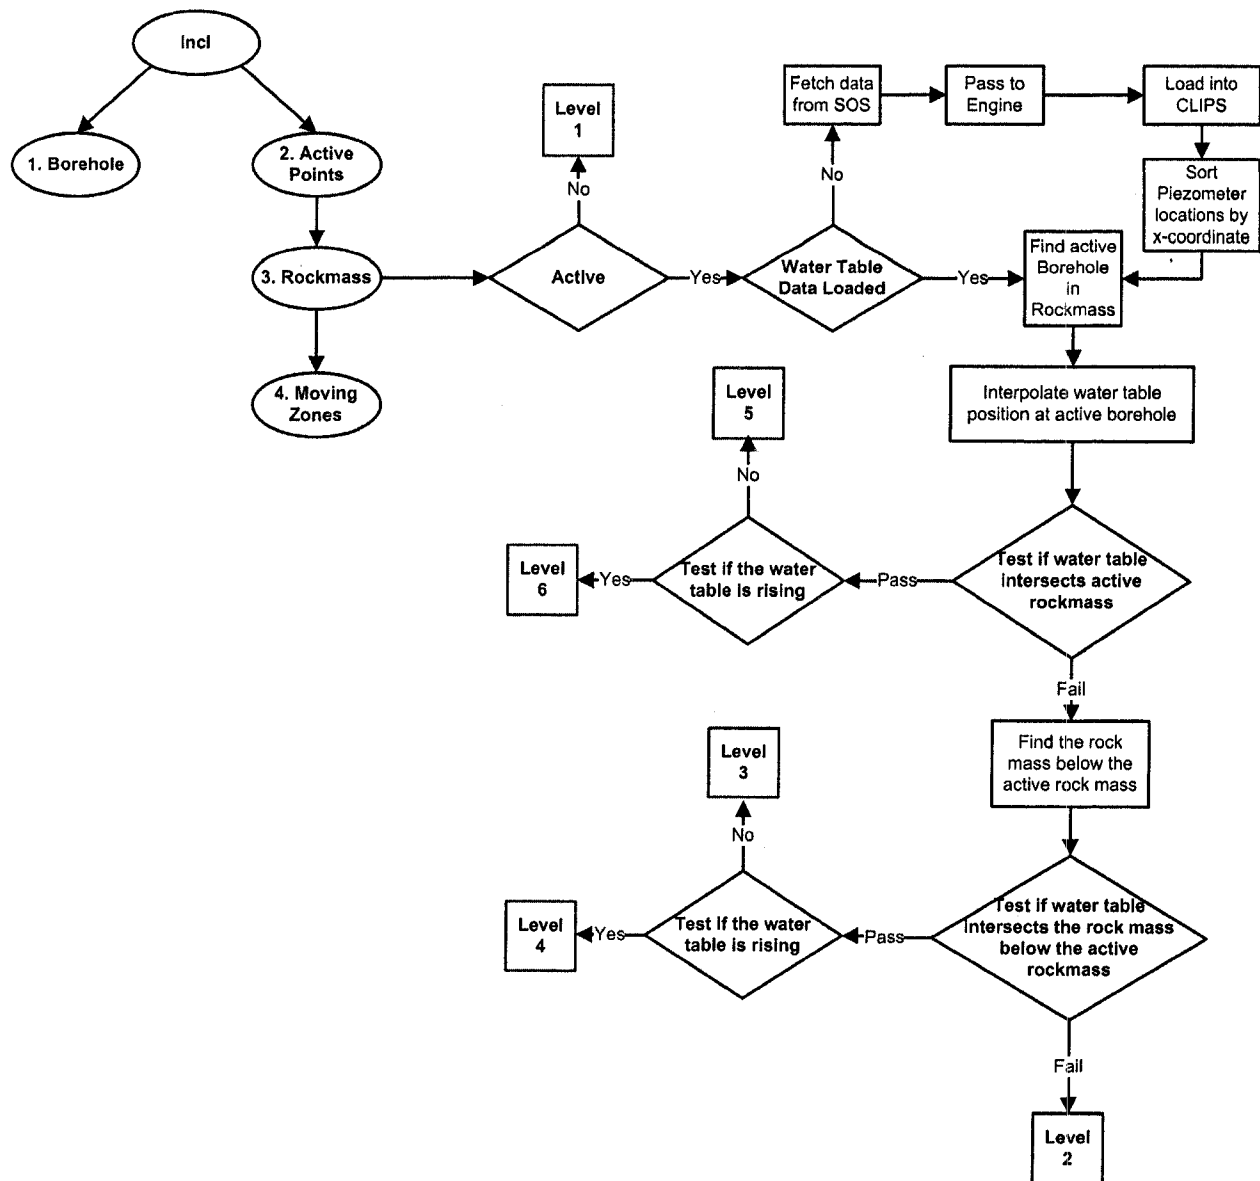 Incl
1. Borehole
2. Active
Points
3. Rockmass
4. Moving
Zones
Level
1
No
Active
Yes
Water Table
Data Loaded
No
Fetch data
from SOS
Pass to
Engine
Load into
CLIPS
Sort
Piezometer
locations by
x-coordinate
Yes
Find active
Borehole
in
Rockmass
Interpolate water table
position at active borehole
Test if water table
intersects active
rockmass
Pass
Test if the water
table is rising
No
Level
5
Yes
Level
6
Fail
Find the rock
mass below the
active rock mass
Test if water table
intersects the rock mass
below the active
rockmass
Pass
Test if the water
table is rising
No
Level
3
Yes
Level
4
Fail
Level
2